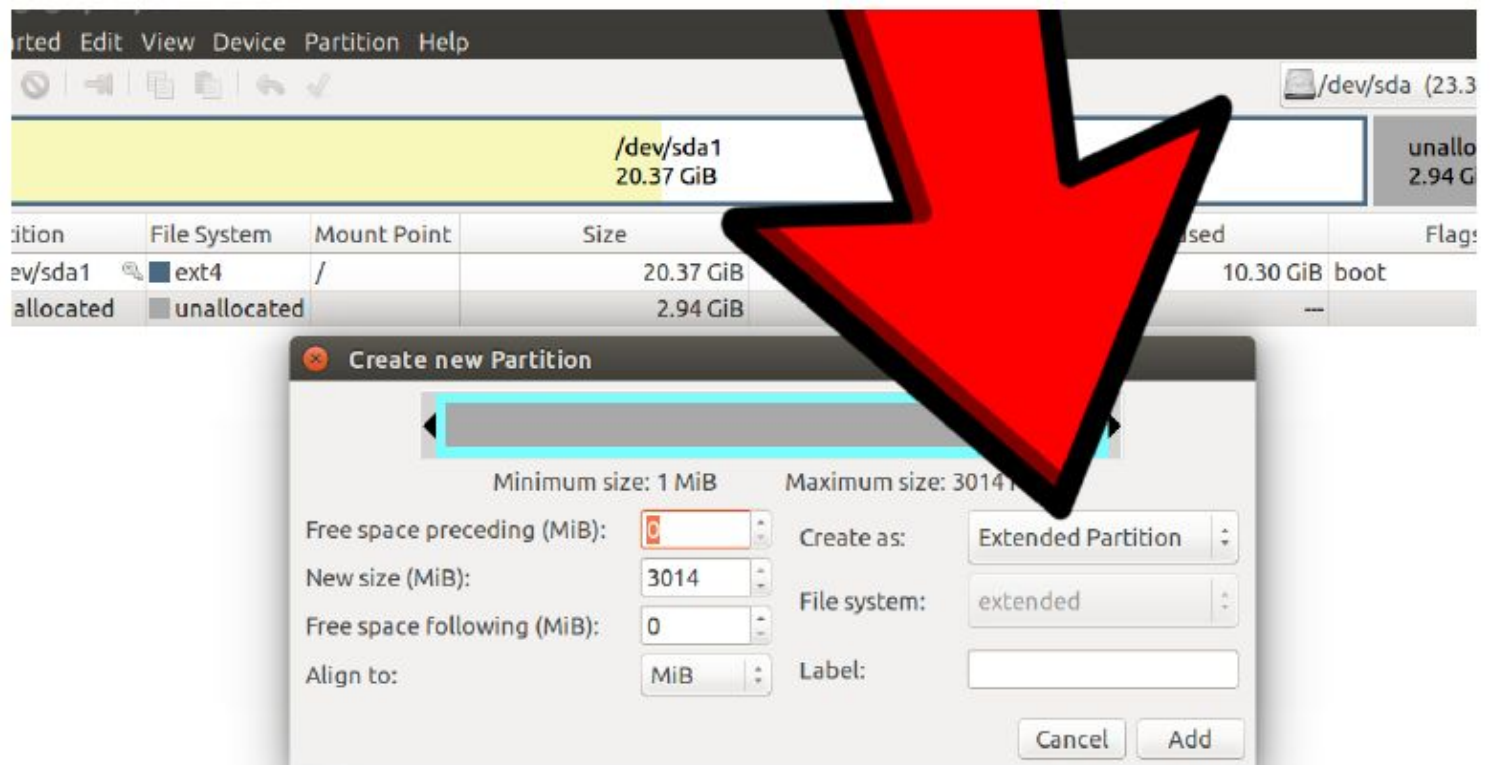 rted Edit View Device Partition Help
/dev/sda (23.3
/dev/sda1
20.37 GiB
unallo
2.94 G
ition File System Mount Point Size used Flags
ev/sda1 ext4 / 20.37 GiB 10.30 GiB boot
allocated unallocated 2.94 GiB ---
Create new Partition
Minimum size: 1 MiB Maximum size: 3014
Free space preceding (MiB): 0 Create as: Extended Partition
New size (MiB): 3014
File system: extended
Free space following (MiB): 0
Align to: MiB Label:
Cancel Add